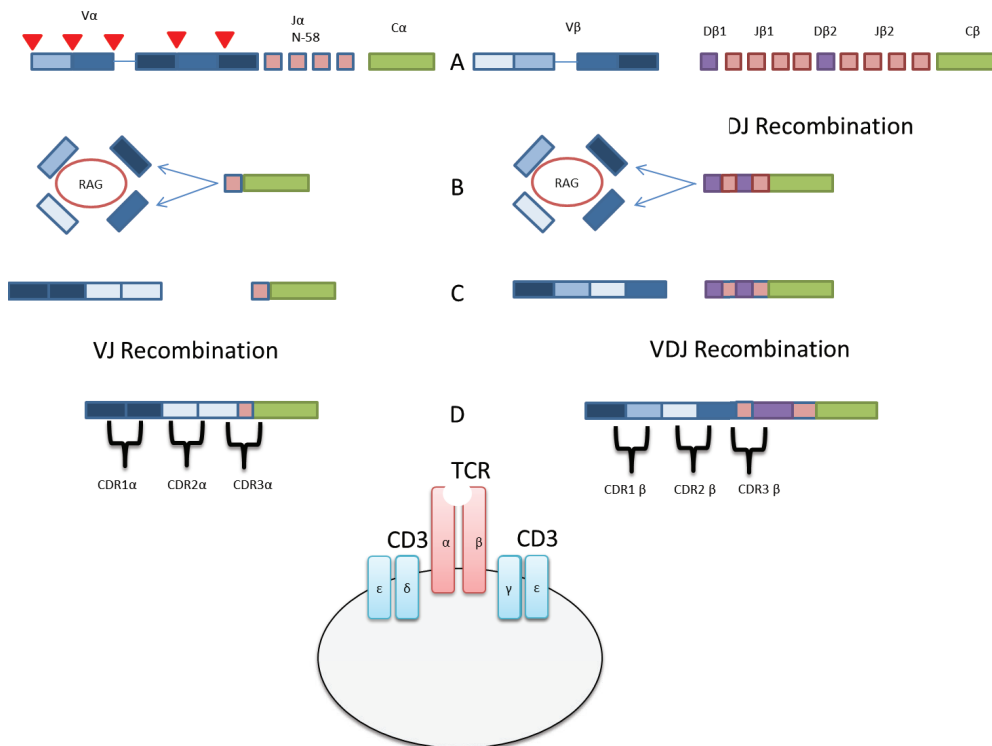 Vα
Jα
N-58
Cα
A
Vβ
Dβ1
Jβ1
Dβ2
Jβ2
Cβ
DJ Recombination
RAG
B
RAG
C
VJ Recombination
VDJ Recombination
D
CDR1α
CDR2α
CDR3α
CDR1 β
CDR2 β
CDR3 β
TCR
CD3
CD3
α
β
ε
δ
γ
ε